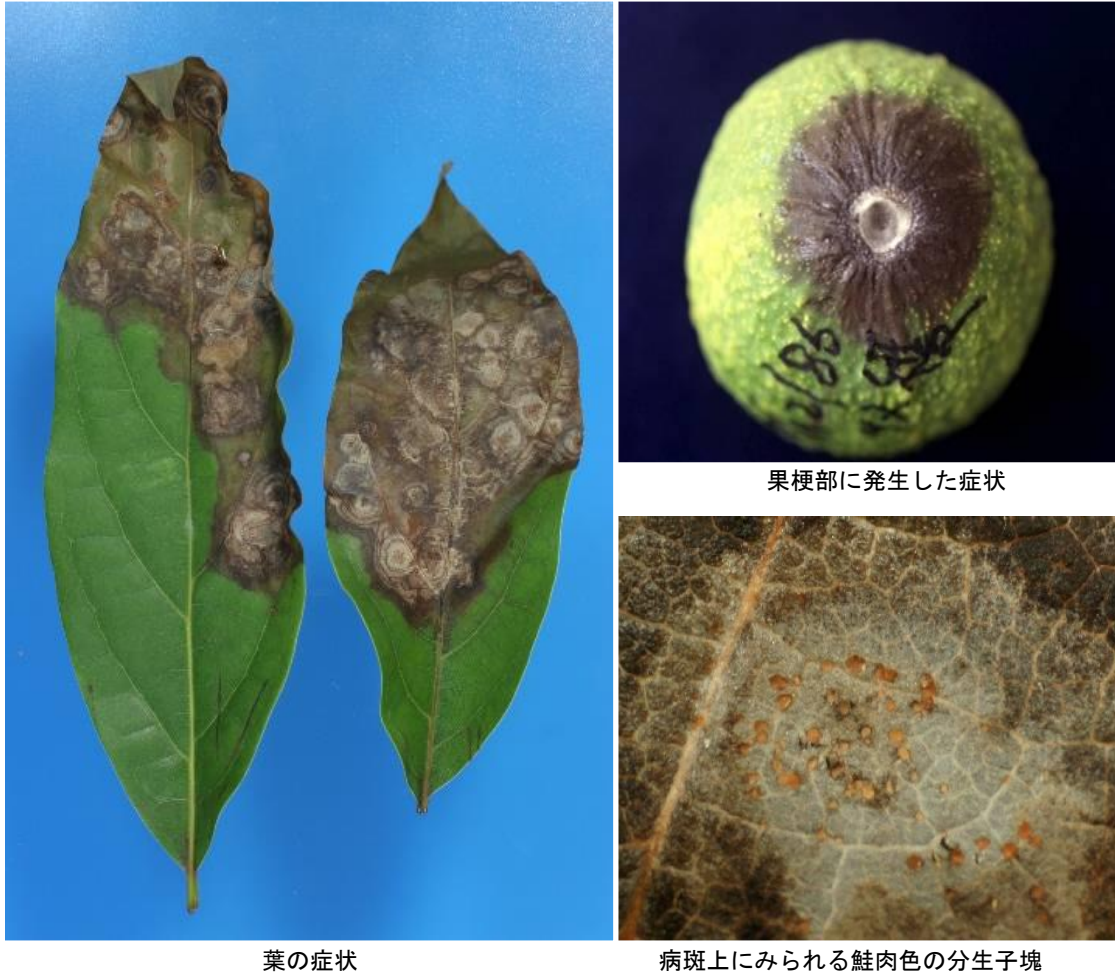 果梗部に発生した症状
葉の症状
病斑上にみられる鮭肉色の分生子塊